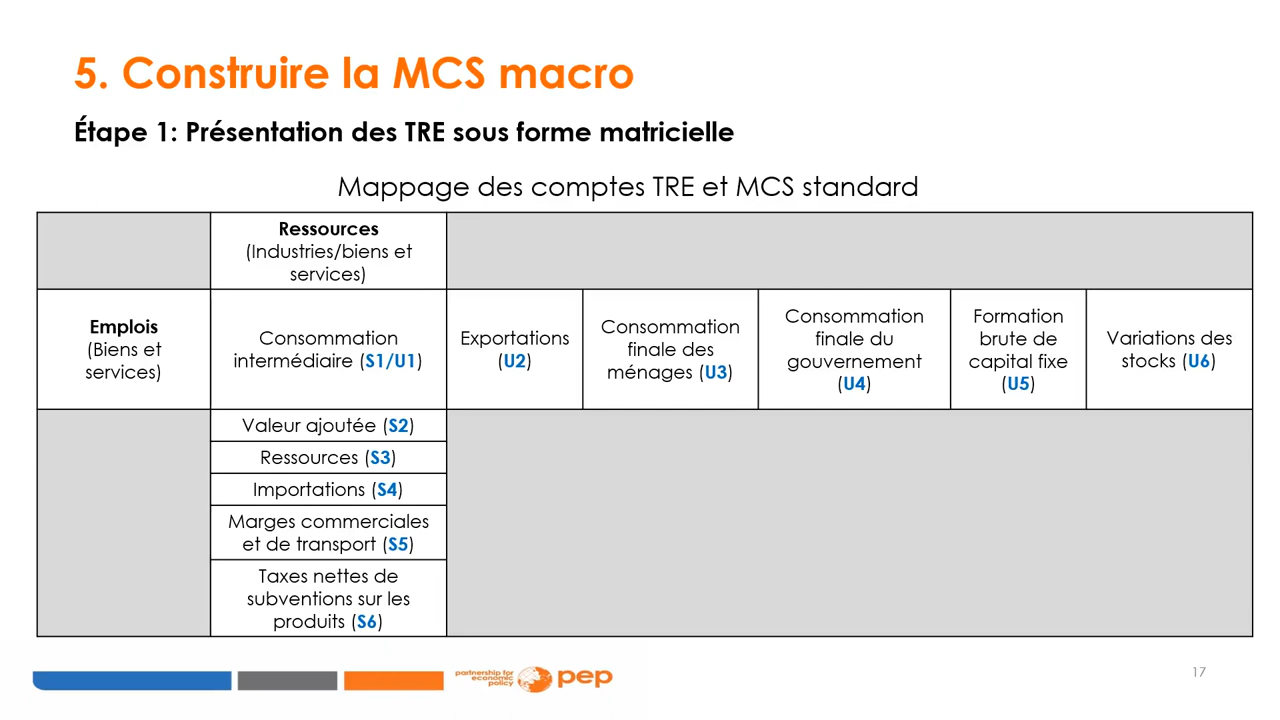 5. Construire la MCS macro
Étape 1: Présentation des TRE sous forme matricielle
Mappage des comptes TRE et MCS standard
Ressources
(Industries/biens et
services)
Emplois
(Biens et
services)
Consommation
intermédiaire (S1/U1)
Exportations
(U2)
Consommation
finale des
ménages (U3)
Consommation
finale du
gouvernement
(U4)
Formation
brute de
capital fixe
(U5)
Variations des
stocks (U6)
Valeur ajoutée (S2)
Ressources (S3)
Importations (S4)
Marges commerciales
et de transport (S5)
Taxes nettes de
subventions sur les
produits (S6)
partnership for
economic
policy
pep
17